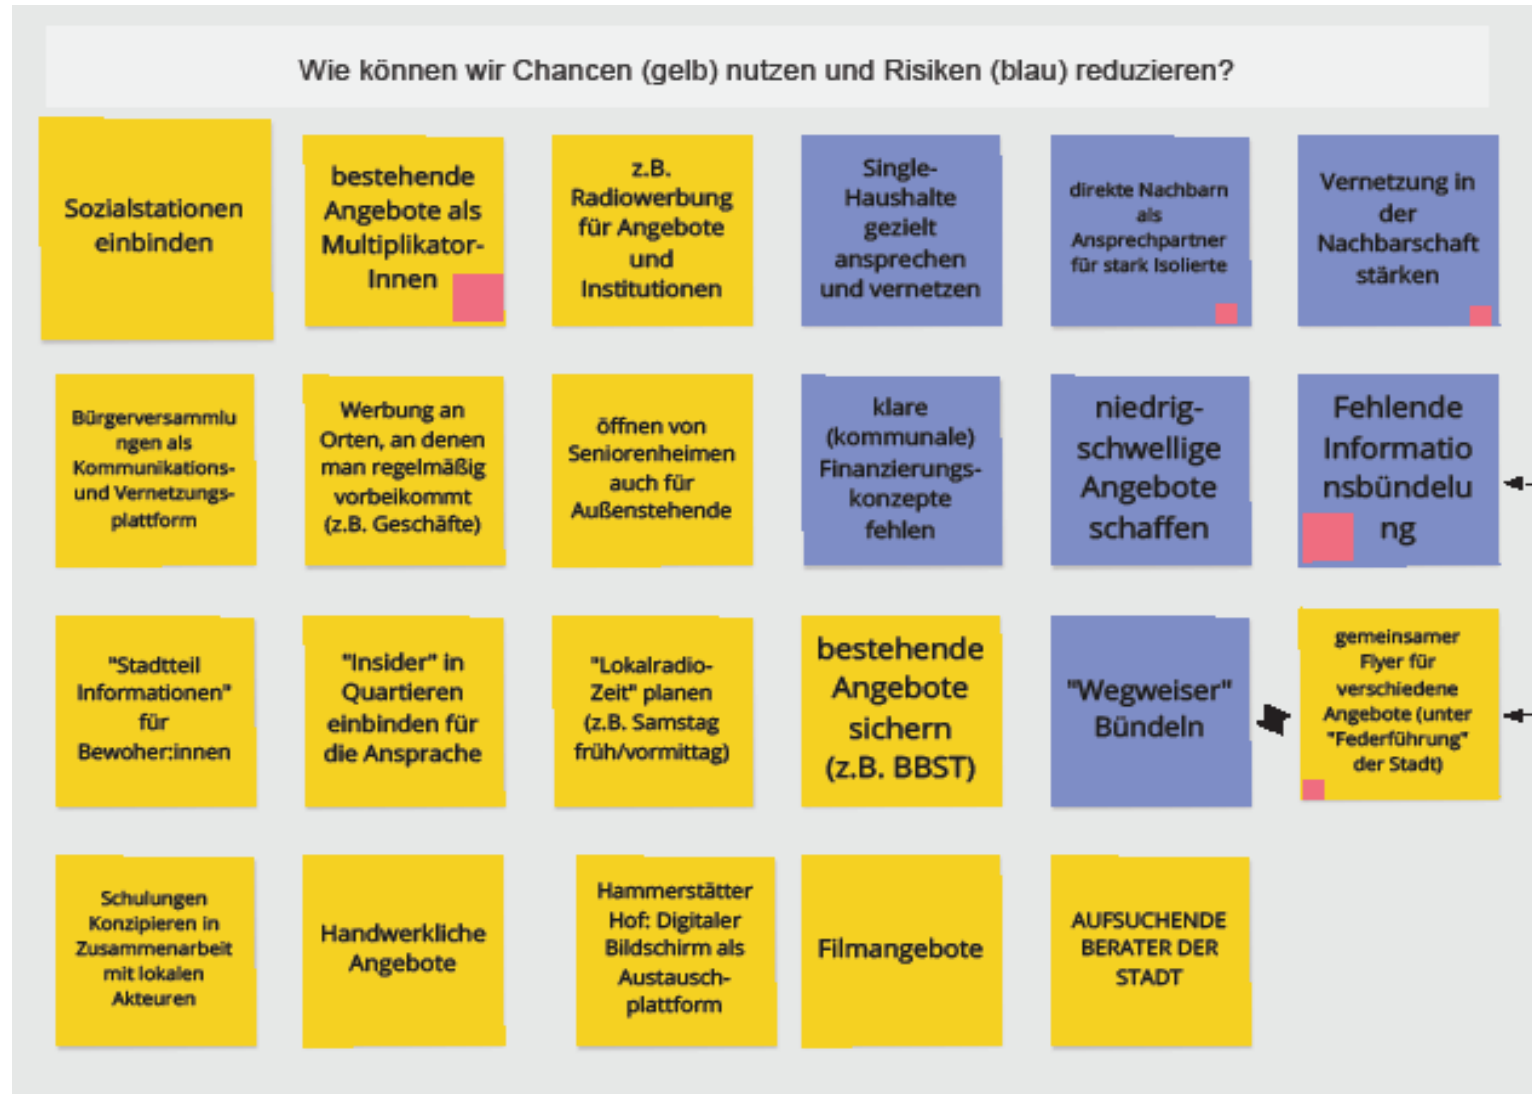 Wie können wir Chancen (gelb) nutzen und Risiken (blau) reduzieren?
Sozialstationen
einbinden
bestehende
Angebote als
Multiplikator-
Innen
z.B.
Radiowerbung
für Angebote
und
Institutionen
Single-
Haushalte
gezielt
ansprechen
und vernetzen
direkte Nachbarn
als
Ansprechpartner
für stark Isolierte
Vernetzung in
der
Nachbarschaft
stärken
Bürgerversammlu
ngen als
Kommunikations-
und Vernetzungs-
plattform
Werbung an
Orten, an denen
man regelmäßig
vorbeikommt
(z.B. Geschäfte)
öffnen von
Seniorenheimen
auch für
Außenstehende
klare
(kommunale)
Finanzierungs-
konzepte
fehlen
niedrig-
schwellige
Angebote
schaffen
Fehlende
Informatio
nsbündelu
ng
"Stadtteil
Informationen"
für
Bewoher:innen
"Insider" in
Quartieren
einbinden für
die Ansprache
"Lokalradio-
Zeit" planen
(z.B. Samstag
früh/vormittag)
bestehende
Angebote
sichern
(z.B. BBST)
"Wegweiser"
Bündeln
gemeinsamer
Flyer für
verschiedene
Angebote (unter
"Federführung"
der Stadt)
Schulungen
Konzipieren in
Zusammenarbeit
mit lokalen
Akteuren
Handwerkliche
Angebote
Hammerstätter
Hof: Digitaler
Bildschirm als
Austausch-
plattform
Filmangebote
AUFSUCHENDE
BERATER DER
STADT